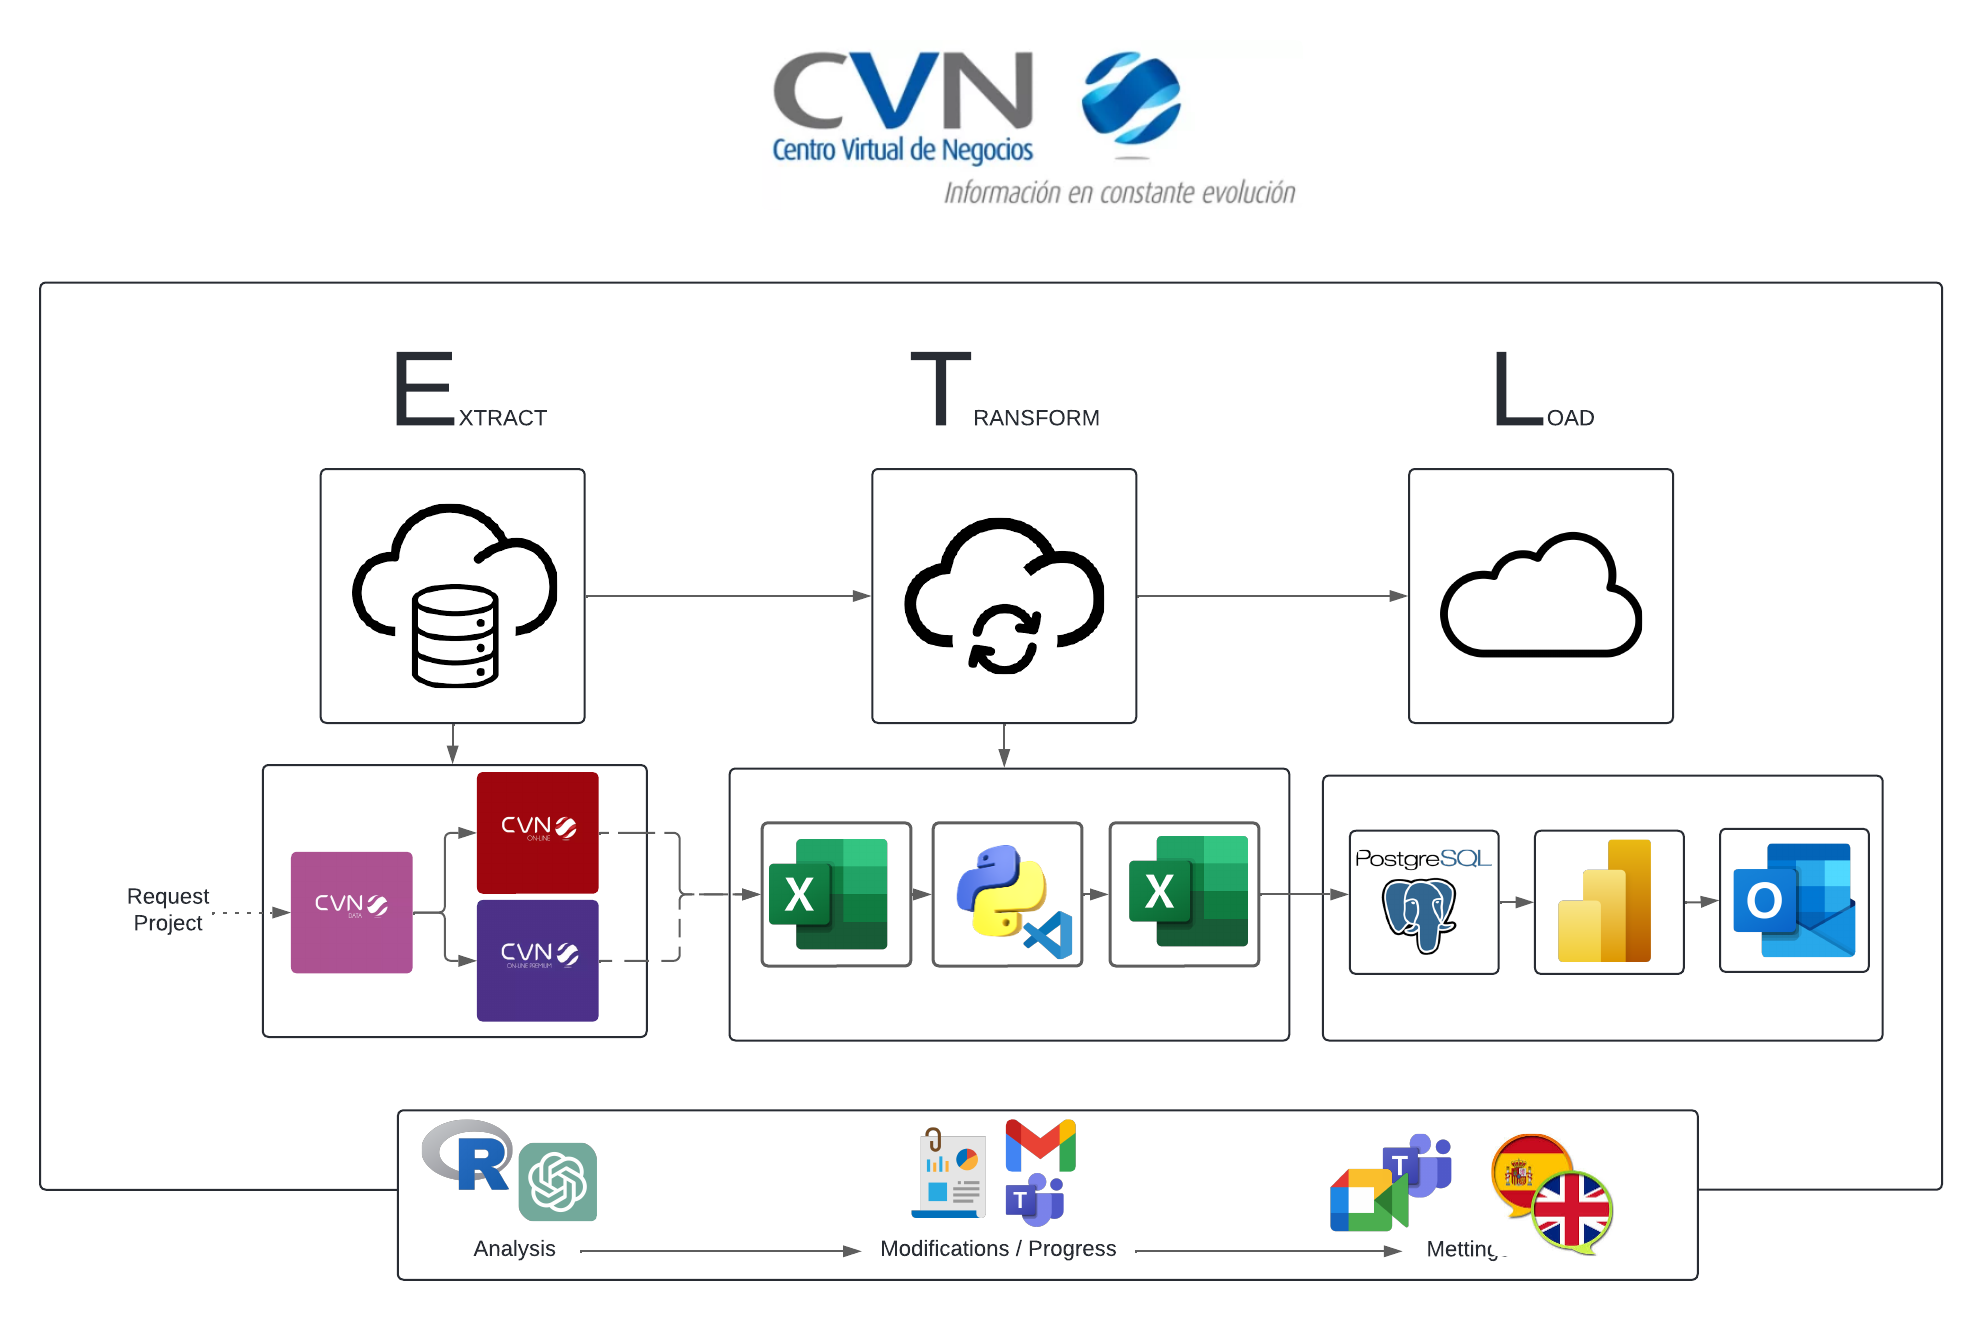 CVN
Centro Virtual de Negocios
Información en constante evolución
EXTRACT
TRANSFORM
LOAD
Request
Project
CVN
DATA
CVN
ON-LINE
CVN
ON-LINE PREMIUM
X
X
PostgreSQL
O
R
T
T
Analysis
Modifications / Progress